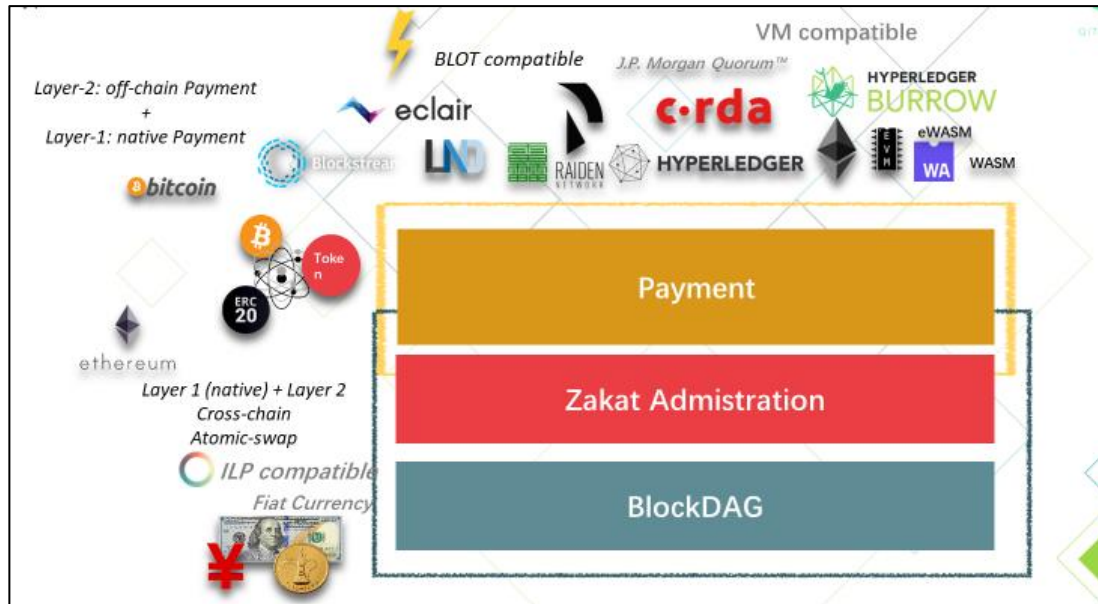 VM compatible
BLOT compatible
J.P. Morgan Quorum™
Layer-2: off-chain Payment
+
Layer-1: native Payment
eclair
c·rda
HYPERLEDGER
BURROW
Blockstream
LND
RAIDEN
NETWORK
HYPERLEDGER
EVM
eWASM
WA
WASM
bitcoin
Toke
n
ERC
20
Payment
ethereum
Layer 1 (native) + Layer 2
Cross-chain
Atomic-swap
Zakat Admistration
ILP compatible
Fiat Currency
BlockDAG